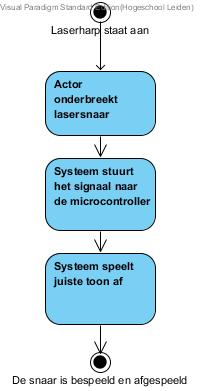 Visual Paradigm Standard Edition(Hogeschool Leiden)
Laserharp staat aan
Actor
onderbreekt
lasersnaar
Systeem stuurt
het signaal naar
de microcontroller
Systeem speelt
juiste toon af
De snaar is bespeeld en afgespeeld